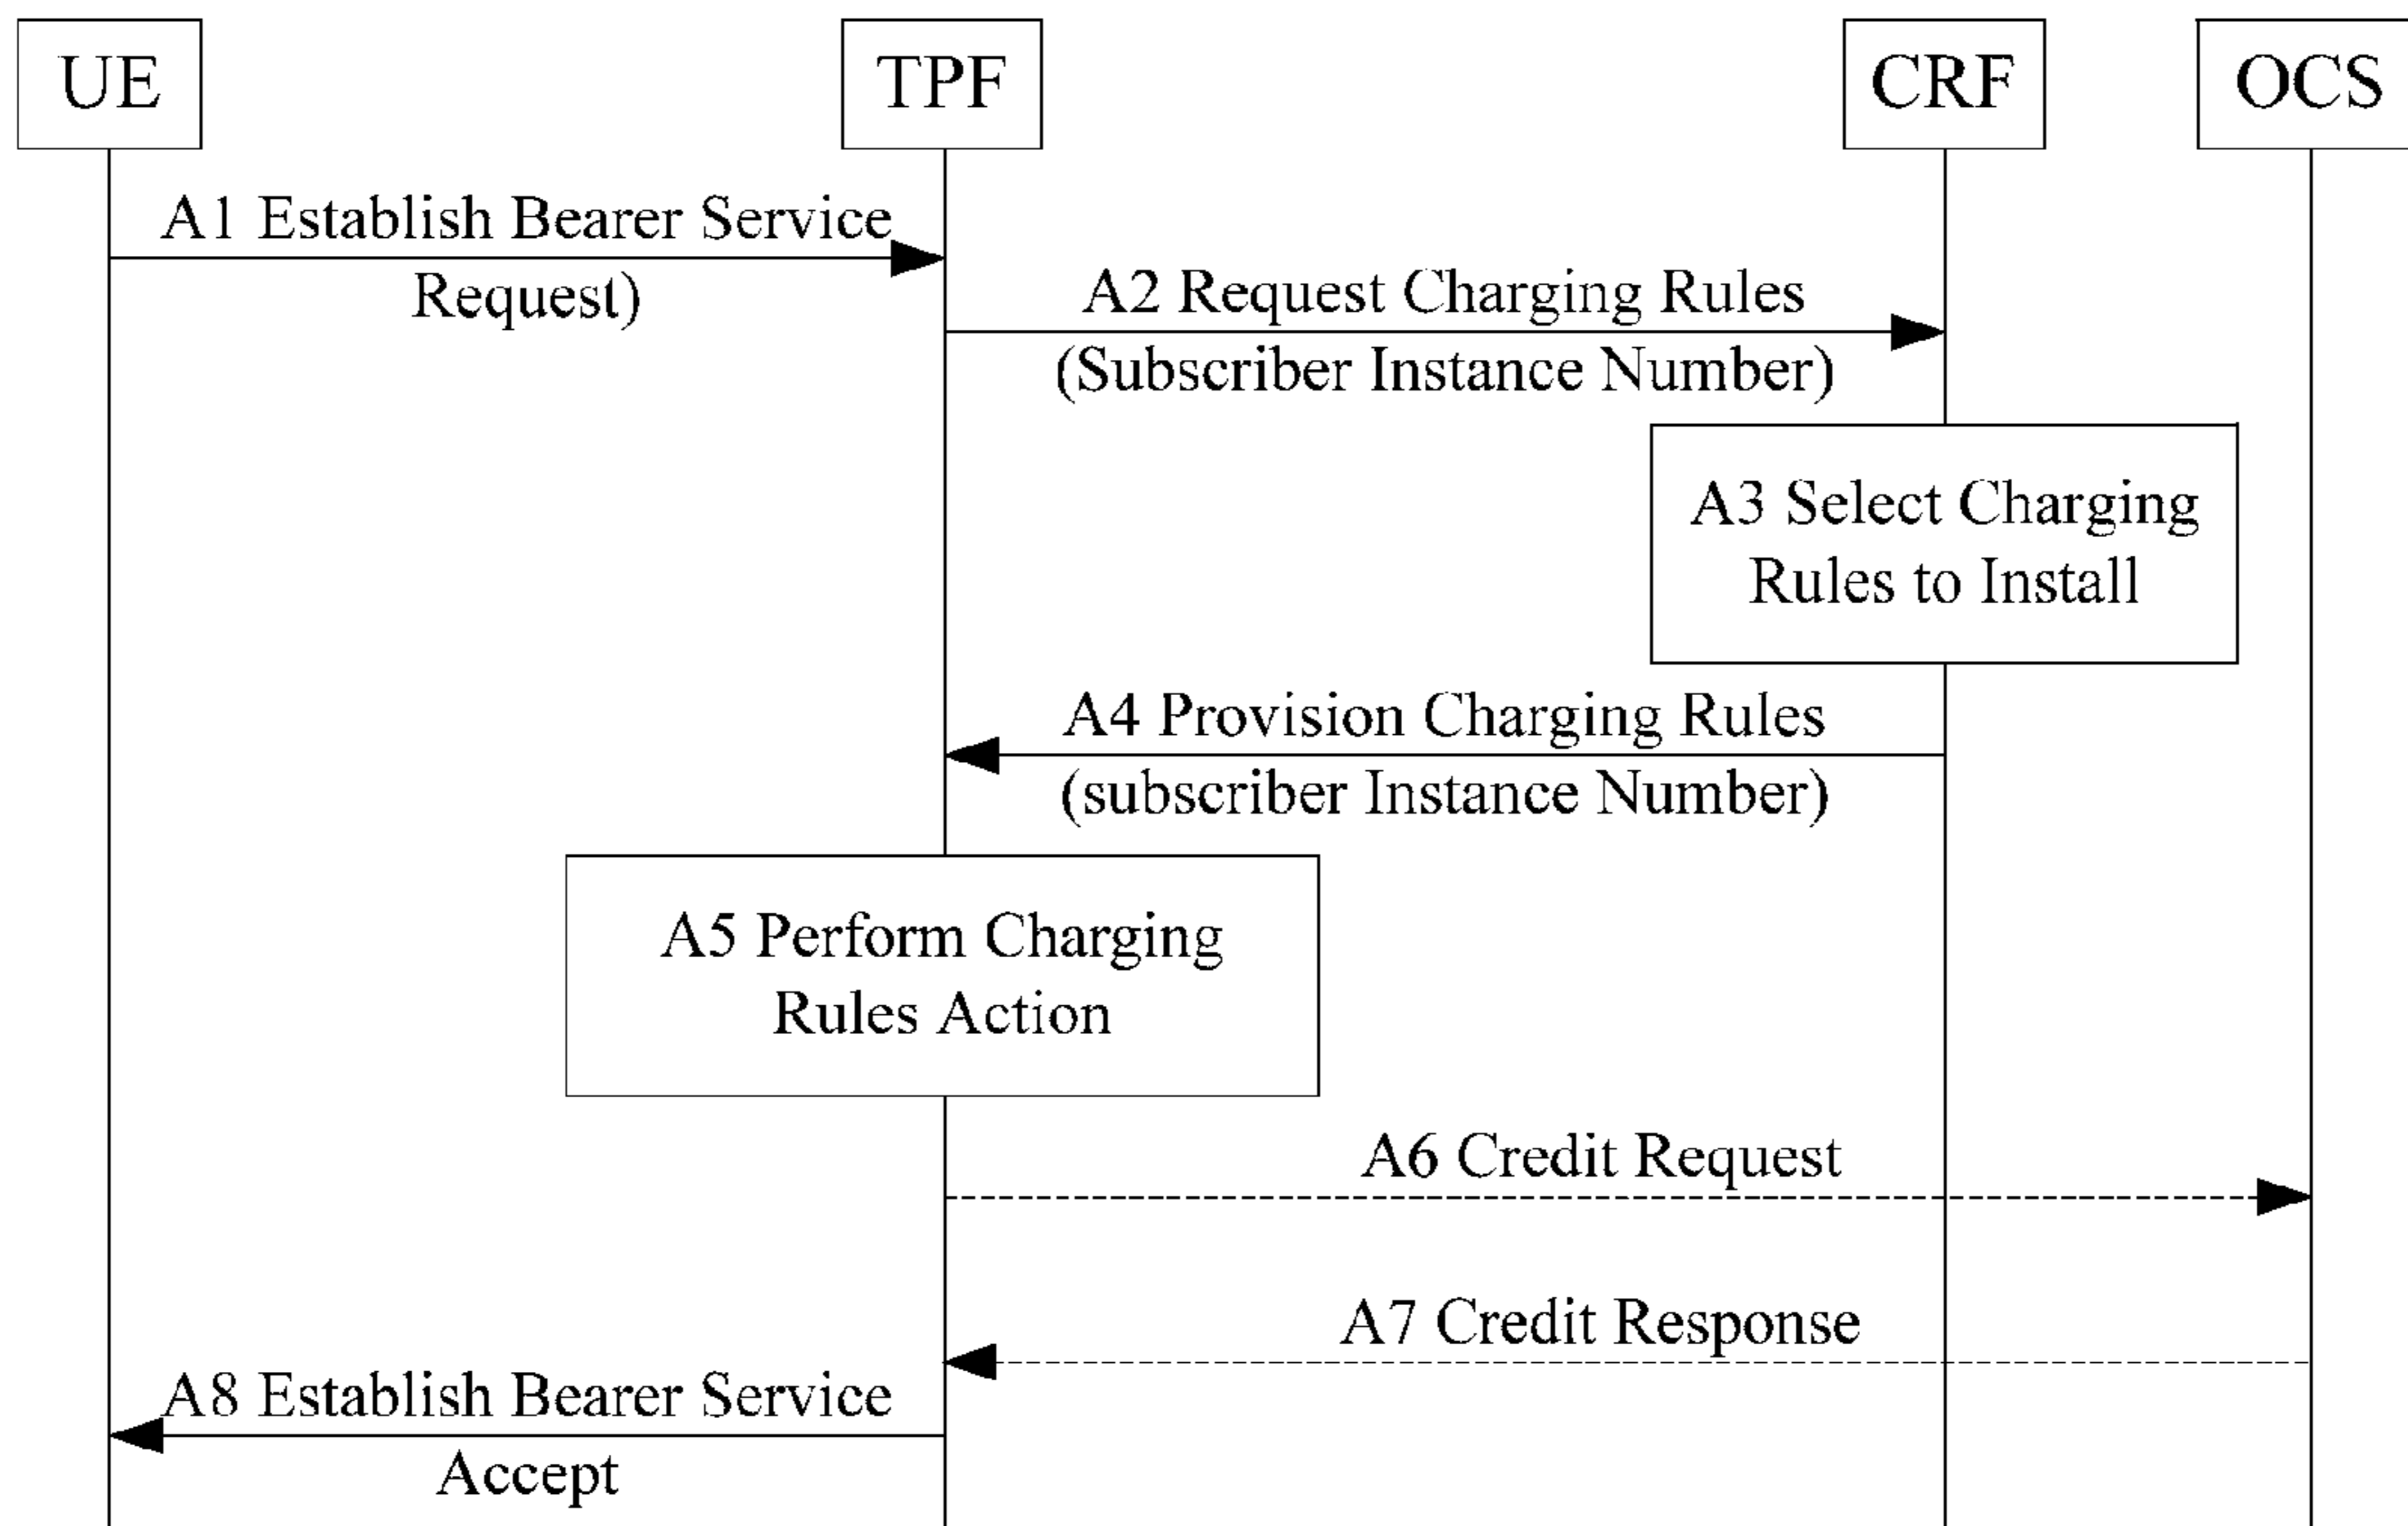 UE
TPF
CRF
OCS
A1 Establish Bearer Service
Request)
A2 Request Charging Rules
(Subscriber Instance Number)
A3 Select Charging
Rules to Install
A4 Provision Charging Rules
(subscriber Instance Number)
A5 Perform Charging
Rules Action
A6 Credit Request
A7 Credit Response
A8 Establish Bearer Service
Accept